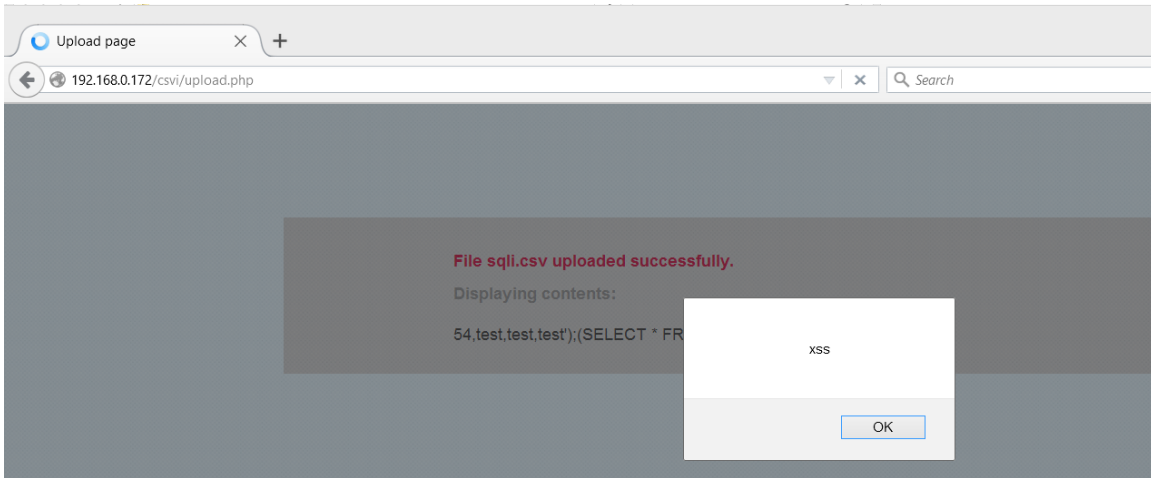 Upload page
192.168.0.172/csvi/upload.php
Search
File sqli.csv uploaded successfully.
Displaying contents:
54,test,test,test');(SELECT * FR
xss
OK